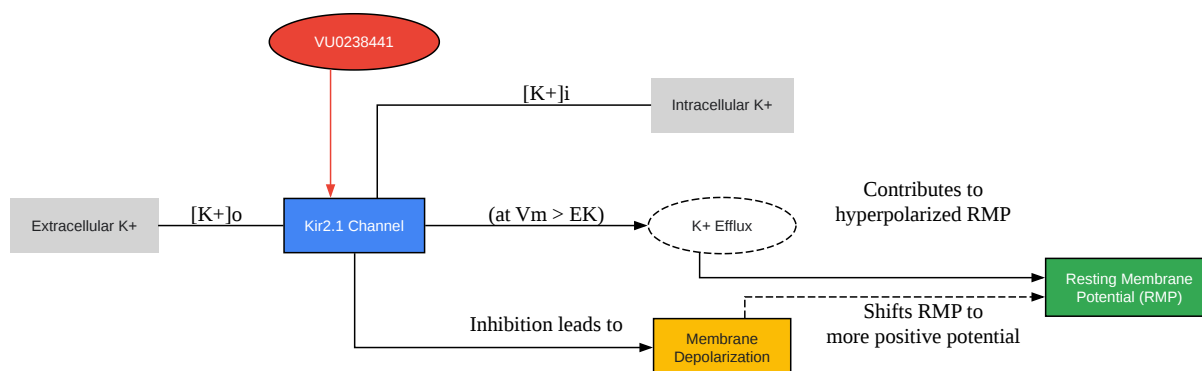 VU0238441
[K+]i
Intracellular K+
Extracellular K+
[K+]o
Kir2.1 Channel
(at Vm > EK)
K+ Efflux
Contributes to
hyperpolarized RMP
Resting Membrane
Potential (RMP)
Inhibition leads to
Membrane
Depolarization
Shifts RMP to
more positive potential